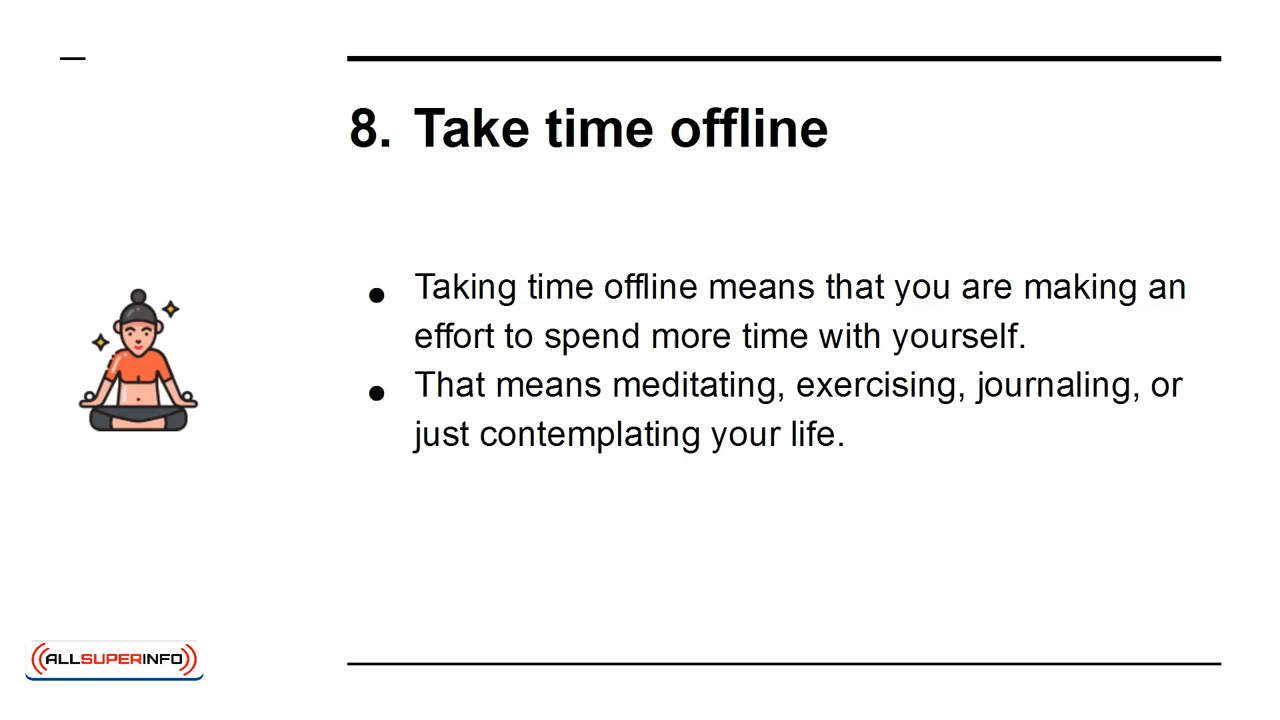 8. Take time offline
● Taking time offline means that you are making an
effort to spend more time with yourself.
● That means meditating, exercising, journaling, or
just contemplating your life.
ALLSUPERINFO